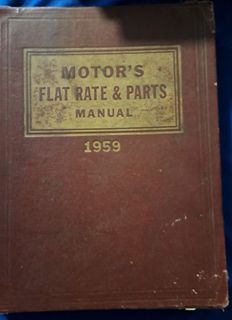 MOTOR'S
FLAT RATE & PARTS
MANUAL
1959